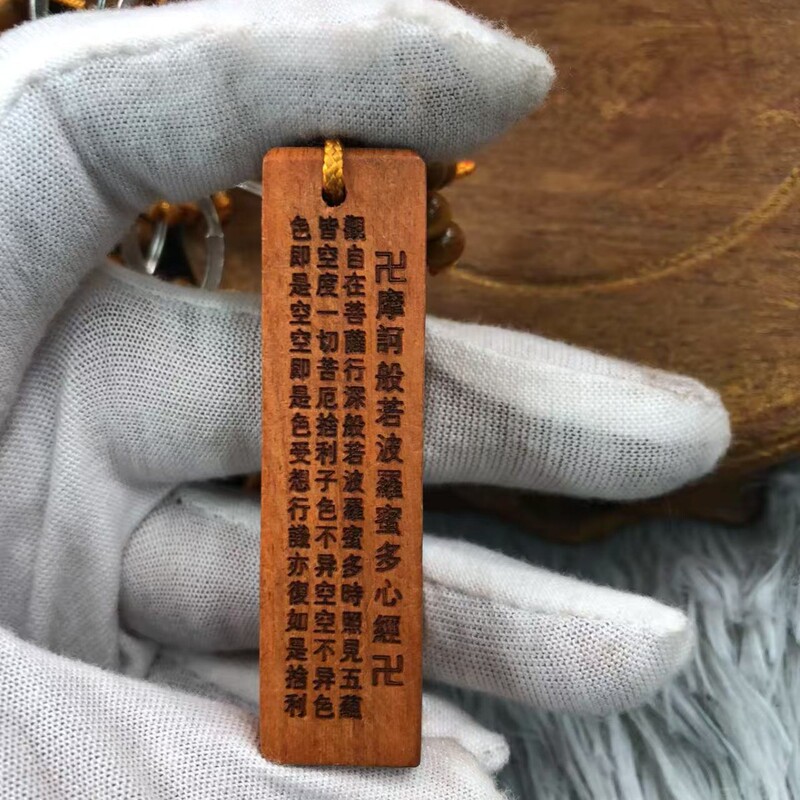 卍摩訶般若波羅蜜多心經卍
觀自在菩薩行深般若波羅蜜多時照見五蘊
皆空度一切苦厄捨利子色不异空空不异色
色即是空空即是色受想行識亦復如是捨利